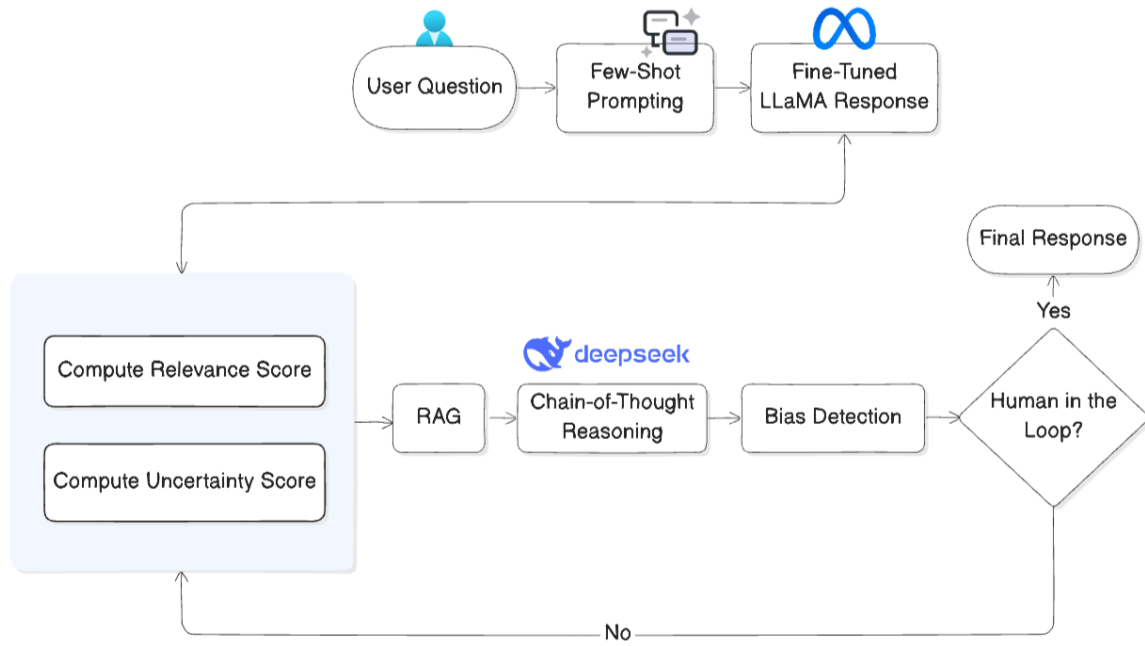 User Question
Few-Shot
Prompting
Fine-Tuned
LLaMA Response
Final Response
Yes
Compute Relevance Score
Compute Uncertainty Score
RAG
deepseek
Chain-of-Thought
Reasoning
Bias Detection
Human in the
Loop?
No